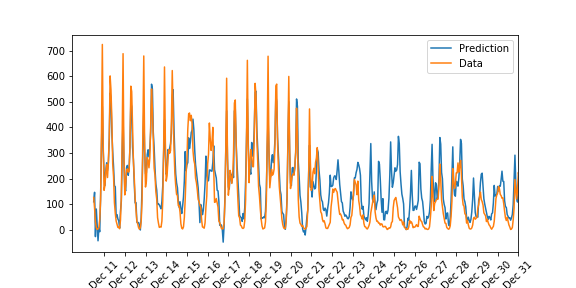 Prediction
Data
700
600
500
400
300
200
100
0
Dec 11
Dec 12
Dec 13
Dec 14
Dec 15
Dec 16
Dec 17
Dec 18
Dec 19
Dec 20
Dec 21
Dec 22
Dec 23
Dec 24
Dec 25
Dec 26
Dec 27
Dec 28
Dec 29
Dec 30
Dec 31